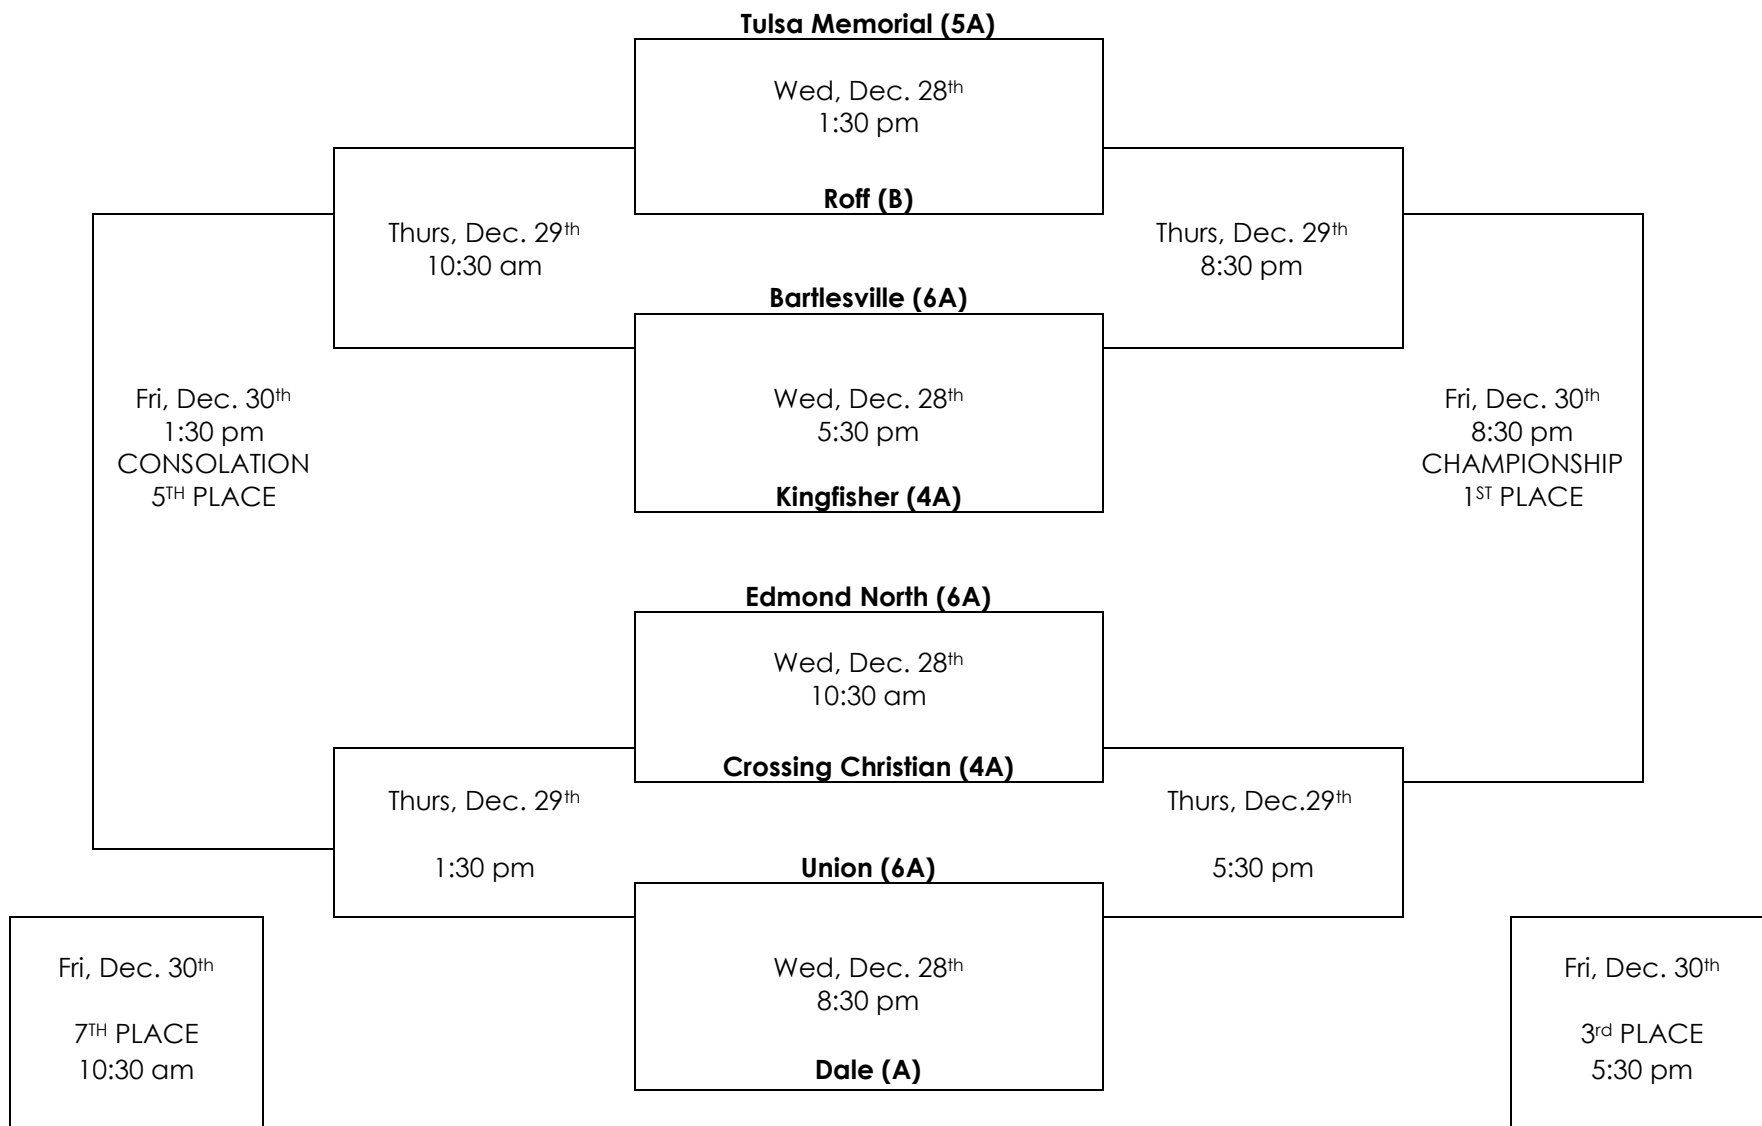 Tulsa Memorial (5A)
Wed, Dec. 28th
1:30 pm
Roff (B)
Thurs, Dec. 29th
10:30 am
Thurs, Dec. 29th
8:30 pm
Bartlesville (6A)
Wed, Dec. 28th
5:30 pm
Kingfisher (4A)
Fri, Dec. 30th
1:30 pm
CONSOLATION
5TH PLACE
Fri, Dec. 30th
8:30 pm
CHAMPIONSHIP
1ST PLACE
Edmond North (6A)
Wed, Dec. 28th
10:30 am
Crossing Christian (4A)
Thurs, Dec. 29th
1:30 pm
Thurs, Dec.29th
5:30 pm
Union (6A)
Wed, Dec. 28th
8:30 pm
Dale (A)
Fri, Dec. 30th
7TH PLACE
10:30 am
Fri, Dec. 30th
3rd PLACE
5:30 pm